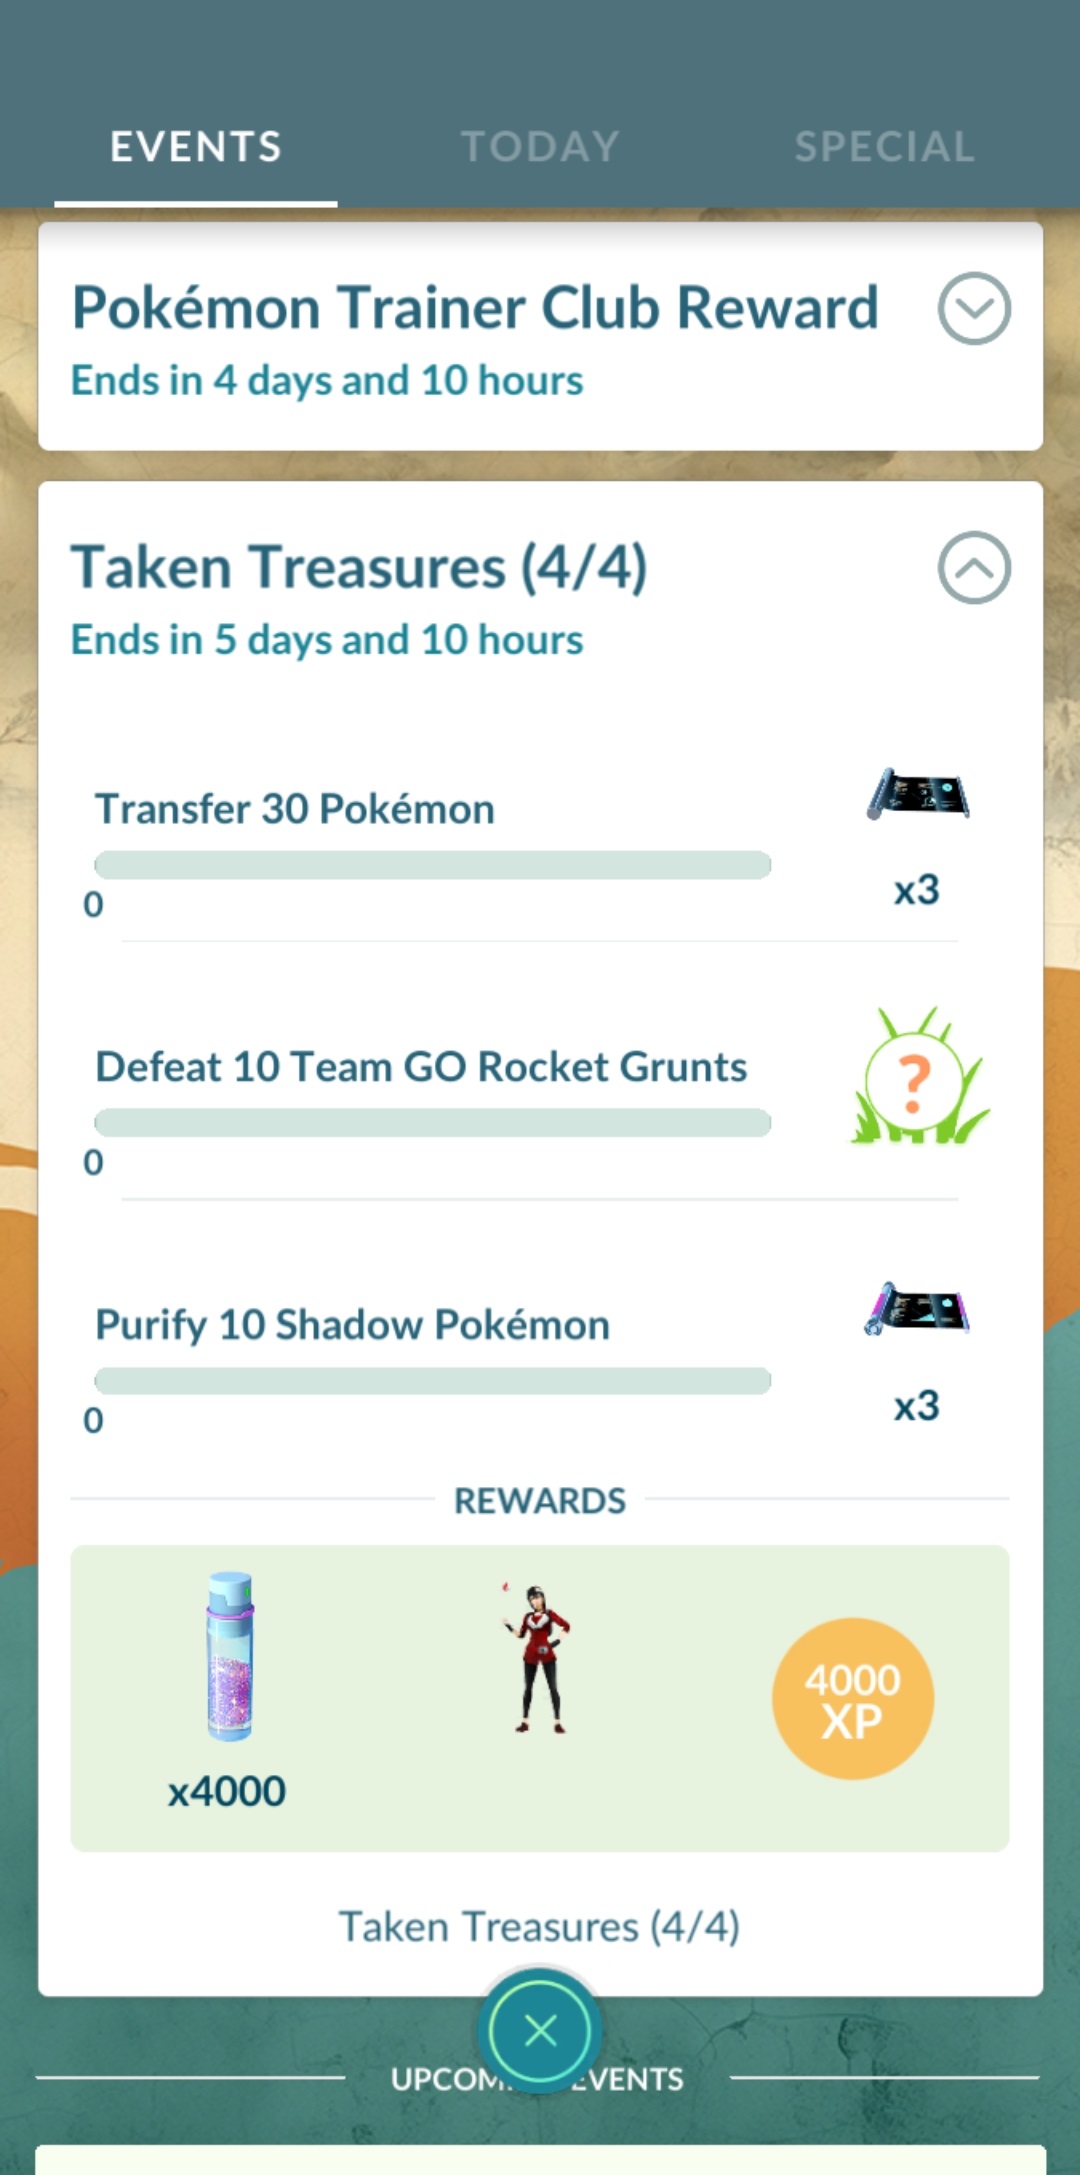 EVENTS TODAY SPECIAL
Pokémon Trainer Club Reward
Ends in 4 days and 10 hours
Taken Treasures (4/4)
Ends in 5 days and 10 hours
Transfer 30 Pokémon
0
x3
Defeat 10 Team GO Rocket Grunts
0
?
Purify 10 Shadow Pokémon
0
x3
REWARDS
x4000
4000
XP
Taken Treasures (4/4)
EVENTS